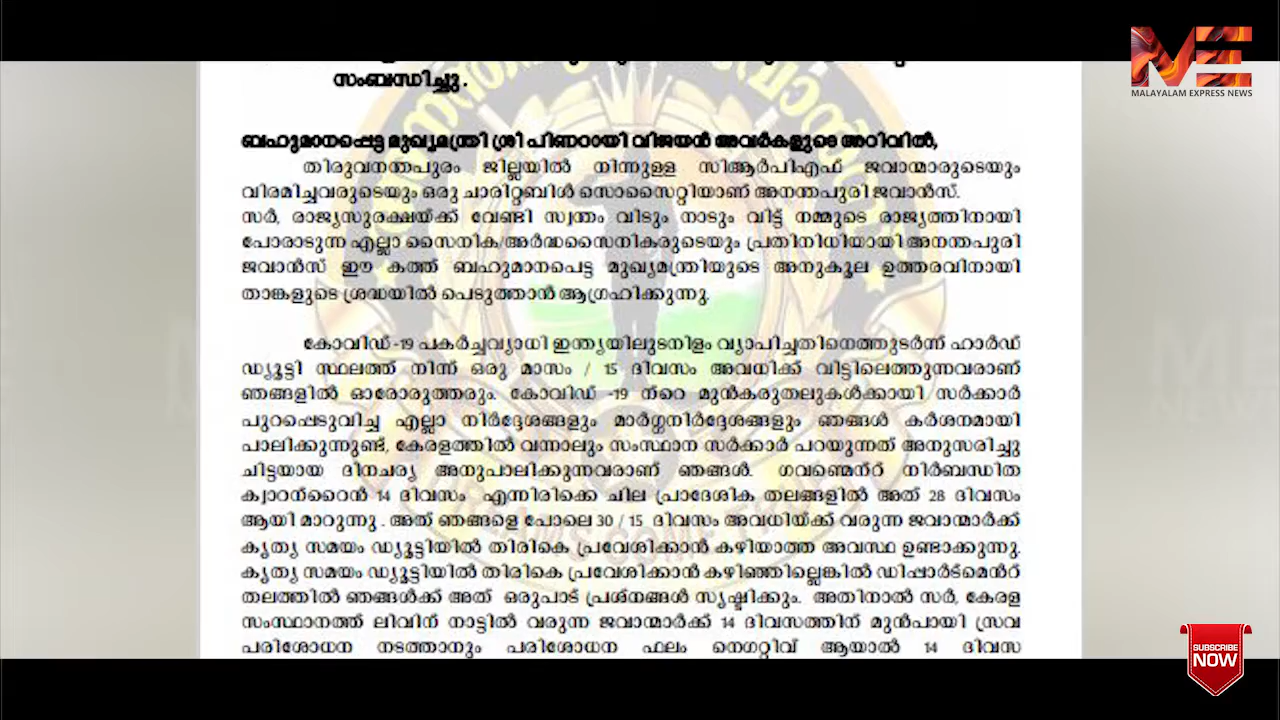 സംബന്ധിച്ചു .
ബഹുമാനപ്പെട്ട മുഖ്യമന്ത്രി ശ്രീ പിണറായി വിജയൻ അവർകളുടെ അറിവിൽ,
തിരുവനന്തപുരം ജില്ലയിൽ നിന്നുള്ള സിആർപിഎഫ് ജവാന്മാരുടെയും
വിരമിച്ചവരുടെയും ഒരു ചാരിറ്റബിൾ സൊസൈറ്റിയാണ് അനന്തപുരി ജവാൻസ്.
സർ, രാജ്യസുരക്ഷയ്ക്ക് വേണ്ടി സ്വന്തം വിടും നാടും വിട്ട് നമ്മുടെ രാജ്യത്തിനായി
പോരാടുന്ന എല്ലാ സൈനിക/അർദ്ധസൈനികരുടെയും പ്രതിനിധിയായി അനന്തപുരി
ജവാൻസ് ഈ കത്ത് ബഹുമാനപെട്ട മുഖ്യമന്ത്രിയുടെ അനുകൂല ഉത്തരവിനായി
താങ്കളുടെ ശ്രദ്ധയിൽ പെടുത്താൻ ആഗ്രഹിക്കുന്നു.
കോവിഡ് -19 പകർച്ചവ്യാധി ഇന്ത്യയിലുടനീളം വ്യാപിച്ചതിനെത്തുടർന്ന് ഹാർഡ്
ഡ്യൂട്ടി സ്ഥലത്ത് നിന്ന് ഒരു മാസം / 15 ദിവസം അവധിക്ക് വീട്ടിലെത്തുന്നവരാണ്
ഞങ്ങളിൽ ഓരോരുത്തരും. കോവിഡ് -19 ന്റെ മുൻകരുതലുകൾക്കായി സർക്കാർ
പുറപ്പെടുവിച്ച എല്ലാ നിർദ്ദേശങ്ങളും മാർഗ്ഗനിർദ്ദേശങ്ങളും ഞങ്ങൾ കർശനമായി
പാലിക്കുന്നുണ്ട്, കേരളത്തിൽ വന്നാലും സംസ്ഥാന സർക്കാർ പറയുന്നത് അനുസരിച്ചു
ചിട്ടയായ ദിനചര്യ അനുപാലിക്കുന്നവരാണ് ഞങ്ങൾ. ഗവണ്മെന്റ് നിർബന്ധിത
ക്വാറന്റൈൻ 14 ദിവസം എന്നിരിക്കെ ചില പ്രാദേശിക തലങ്ങളിൽ അത് 28 ദിവസം
ആയി മാറുന്നു . അത് ഞങ്ങളെ പോലെ 30 / 15 ദിവസം അവധിയ്ക്ക് വരുന്ന ജവാന്മാർക്ക്
കൃത്യ സമയം ഡ്യൂട്ടിയിൽ തിരികെ പ്രവേശിക്കാൻ കഴിയാത്ത അവസ്ഥ ഉണ്ടാക്കുന്നു.
കൃത്യ സമയം ഡ്യൂട്ടിയിൽ തിരികെ പ്രവേശിക്കാൻ കഴിഞ്ഞില്ലെങ്കിൽ ഡിപ്പാർട്മെന്റ്
തലത്തിൽ ഞങ്ങൾക്ക് അത് ഒരുപാട് പ്രശ്നങ്ങൾ സൃഷ്ടിക്കും. അതിനാൽ സർ, കേരള
സംസ്ഥാനത്ത് ലിവിന് നാട്ടിൽ വരുന്ന ജവാന്മാർക്ക് 14 ദിവസത്തിന് മുൻപായി സ്രവ
പരിശോധന നടത്താനും പരിശോധന ഫലം നെഗറ്റീവ് ആയാൽ 14 ദിവസ
ME
MALAYALAM EXPRESS NEWS
SUBSCRIBE
NOW